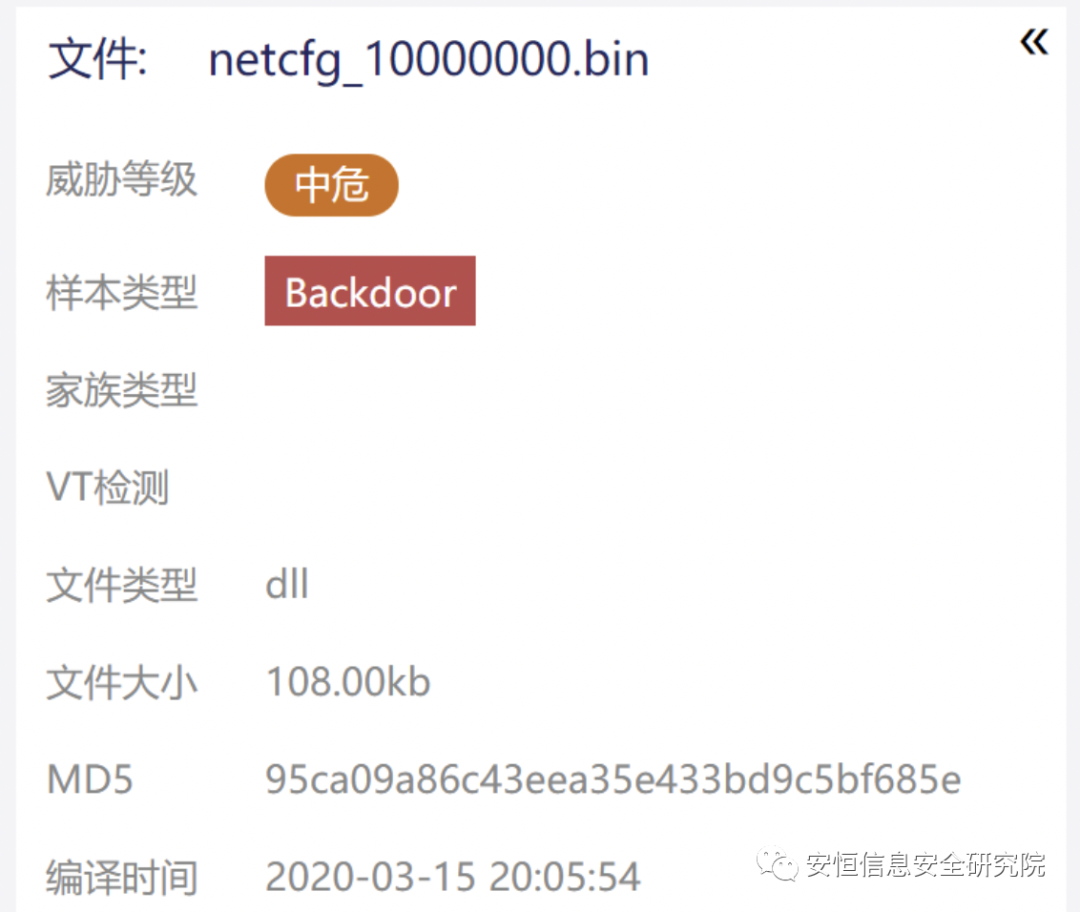 文件: netcfg_10000000.bin «
威胁等级 中危
样本类型 Backdoor
家族类型
VT检测
文件类型 dll
文件大小 108.00kb
MD5 95ca09a86c43eea35e433bd9c5bf685e
编译时间 2020-03-15 20:05:54
安恒信息安全研究院